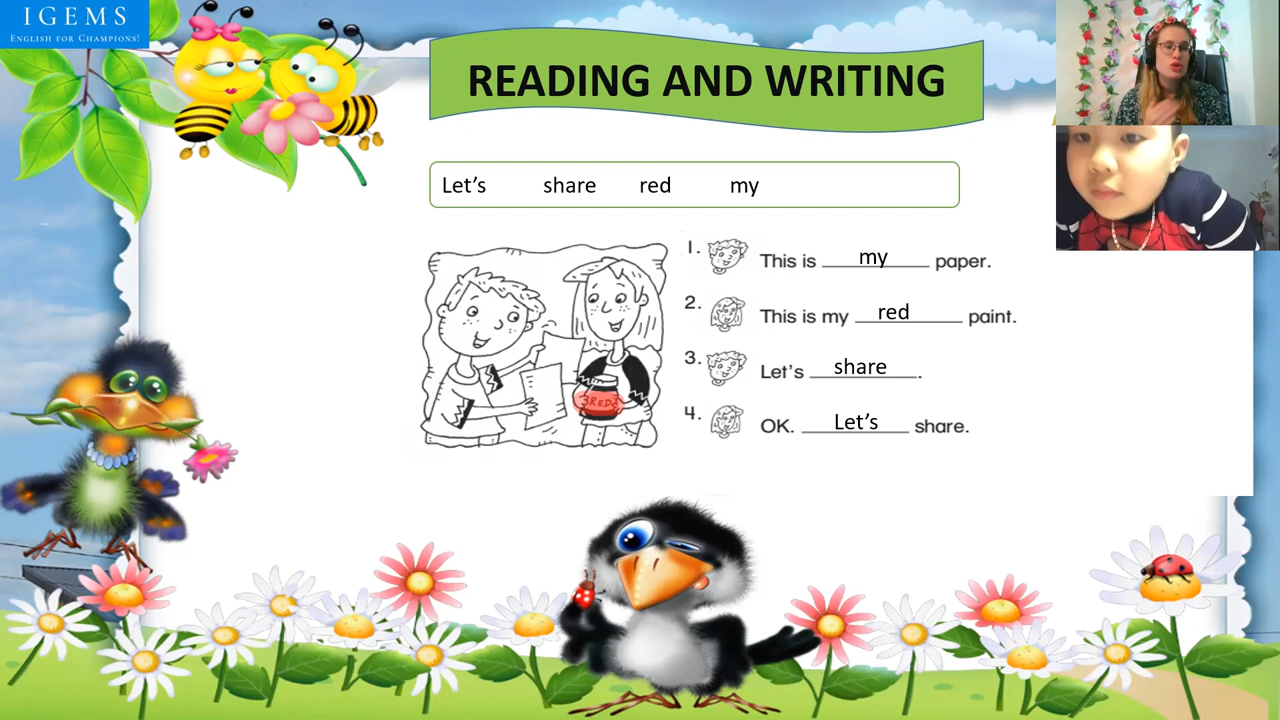 IGEMS
ENGLISH FOR CHAMPIONS!
READING AND WRITING
Let's share red my
1. This is my paper.
2. This is my red paint.
3. Let's share.
4. OK. Let's share.
RED